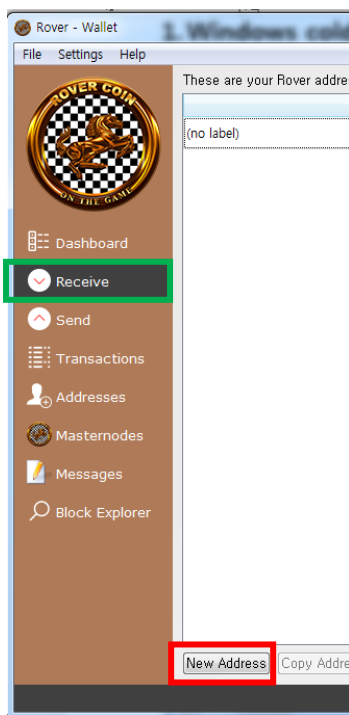 Rover - Wallet
1. Windows cold
File Settings Help
These are your Rover addre
ROVER COIN
ON THE GAME
(no label)
Dashboard
Receive
Send
Transactions
Addresses
Masternodes
Messages
Block Explorer
New Address
Copy Addre